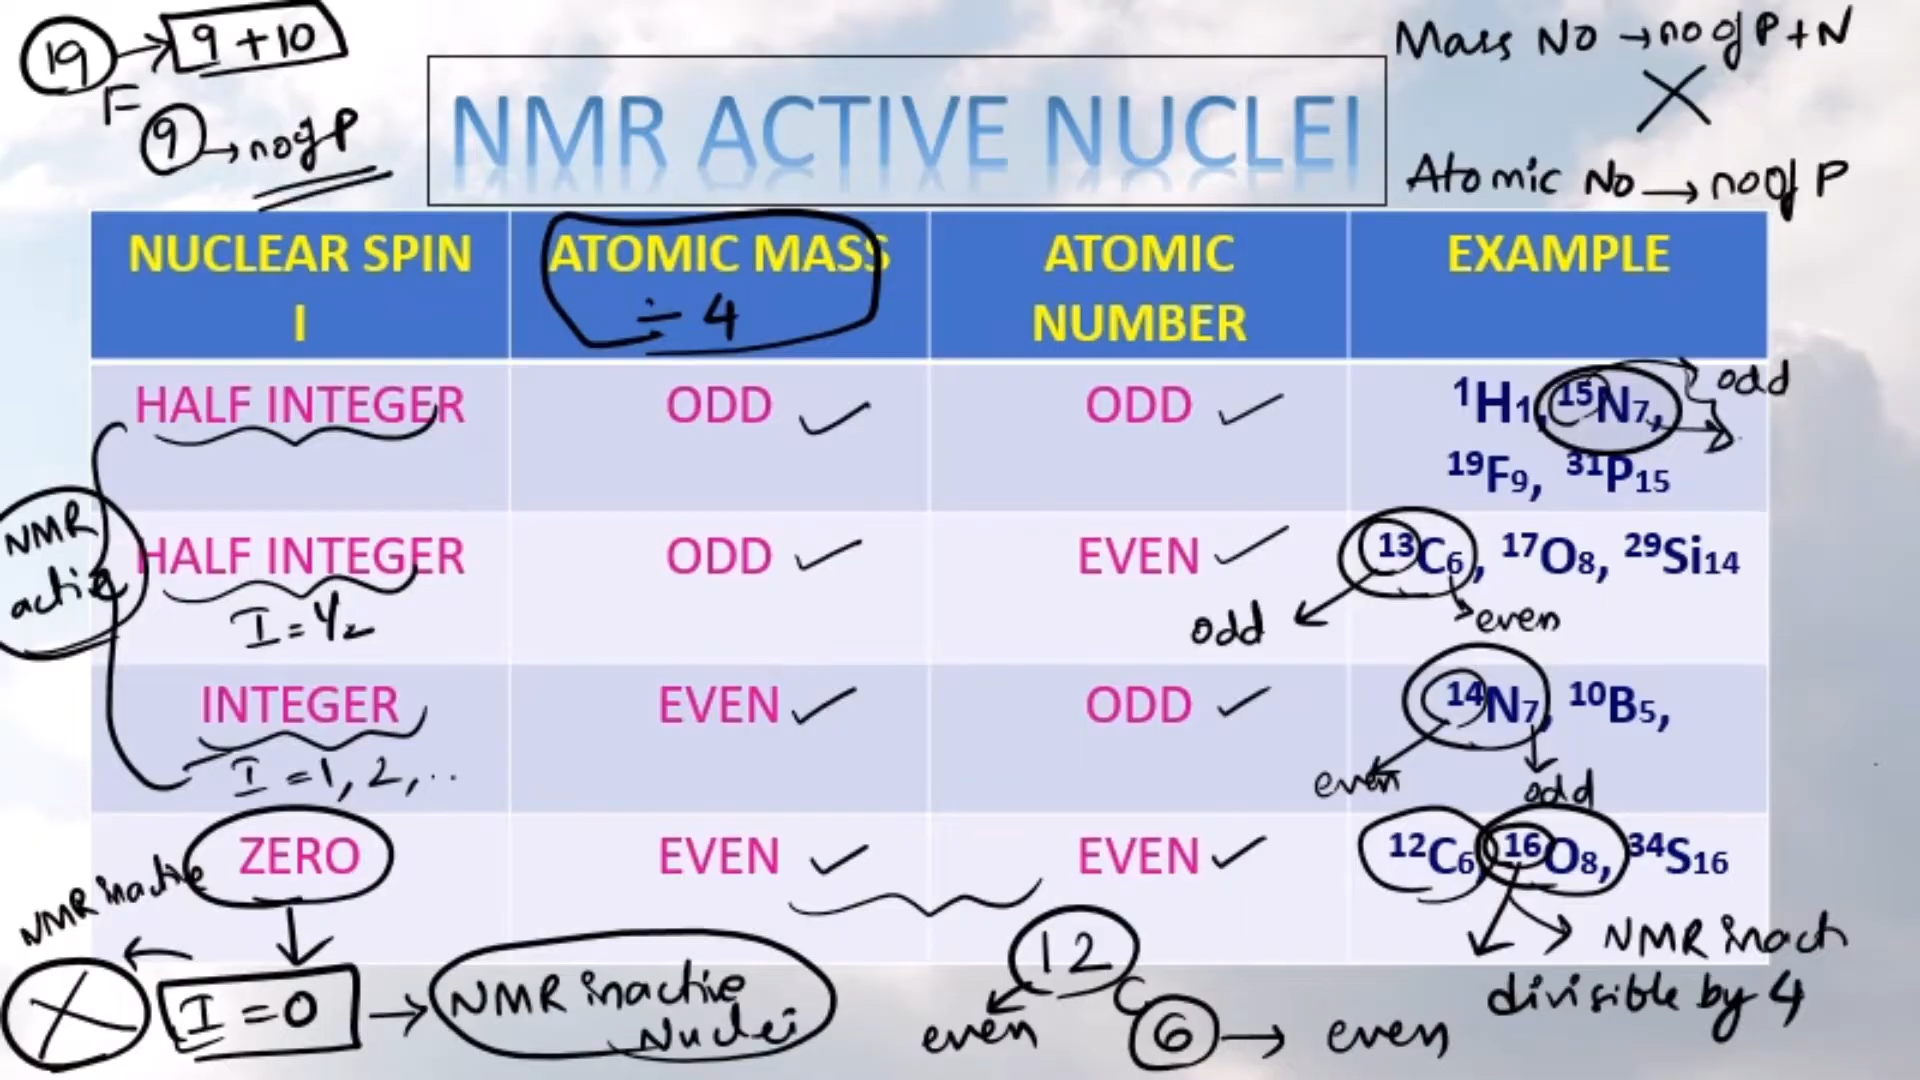 19 → 9 + 10
F
9 → no of P
NMR ACTIVE NUCLEI
Mass No → no of P + N
Atomic No → no of P
NUCLEAR SPIN
I
ATOMIC MASS
÷ 4
ATOMIC
NUMBER
EXAMPLE
HALF INTEGER
ODD
ODD
¹H₁, ¹⁵N₇,
¹⁹F₉, ³¹P₁₅
odd
NMR
active
HALF INTEGER
I = 1/2
ODD
EVEN
¹³C₆, ¹⁷O₈, ²⁹Si₁₄
odd
even
INTEGER
I = 1, 2, ..
EVEN
ODD
¹⁴N₇, ¹⁰B₅,
even
odd
NMR inactive
ZERO
EVEN
EVEN
¹²C₆, ¹⁶O₈, ³⁴S₁₆
I = 0 → NMR inactive
Nuclei
12
C
even
6 → even
NMR inact
divisible by 4